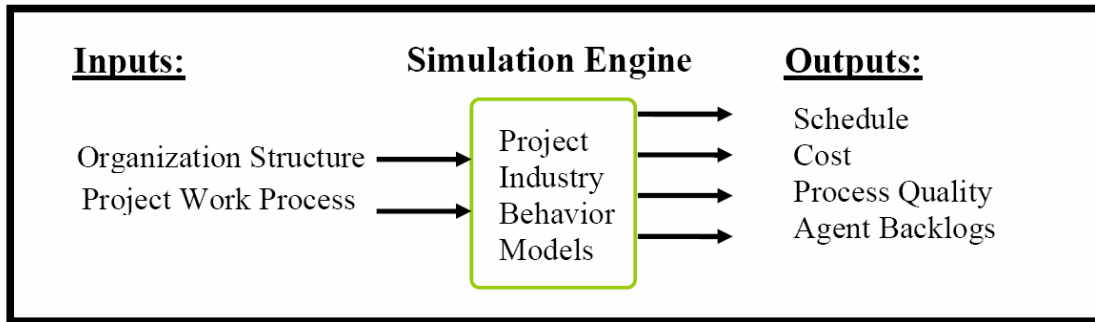 Inputs:
Simulation Engine
Outputs:
Organization Structure
Project Work Process
Project
Industry
Behavior
Models
Schedule
Cost
Process Quality
Agent Backlogs